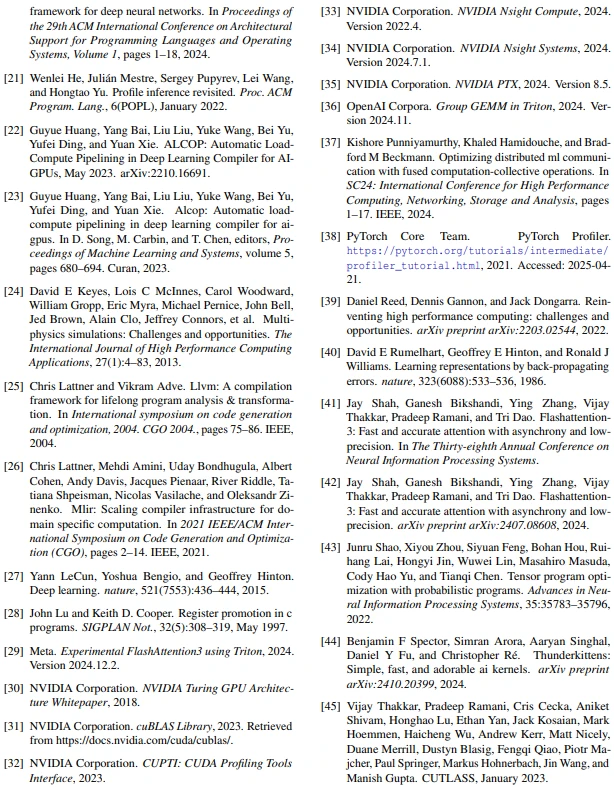 framework for deep neural networks. In Proceedings of
the 29th ACM International Conference on Architectural
Support for Programming Languages and Operating
Systems, Volume 1, pages 1–18, 2024.
[21] Wenlei He, Julián Mestre, Sergey Pupyrev, Lei Wang,
and Hongtao Yu. Profile inference revisited. Proc. ACM
Program. Lang., 6(POPL), January 2022.
[22] Guyue Huang, Yang Bai, Liu Liu, Yuke Wang, Bei Yu,
Yufei Ding, and Yuan Xie. ALCOP: Automatic Load-
Compute Pipelining in Deep Learning Compiler for AI-
GPUs, May 2023. arXiv:2210.16691.
[23] Guyue Huang, Yang Bai, Liu Liu, Yuke Wang, Bei Yu,
Yufei Ding, and Yuan Xie. Alcop: Automatic load-
compute pipelining in deep learning compiler for ai-
gpus. In D. Song, M. Carbin, and T. Chen, editors, Pro-
ceedings of Machine Learning and Systems, volume 5,
pages 680–694. Curan, 2023.
[24] David E Keyes, Lois C McInnes, Carol Woodward,
William Gropp, Eric Myra, Michael Pernice, John Bell,
Jed Brown, Alain Clo, Jeffrey Connors, et al. Multi-
physics simulations: Challenges and opportunities. The
International Journal of High Performance Computing
Applications, 27(1):4–83, 2013.
[25] Chris Lattner and Vikram Adve. Llvm: A compilation
framework for lifelong program analysis & transforma-
tion. In International symposium on code generation
and optimization, 2004. CGO 2004., pages 75–86. IEEE,
2004.
[26] Chris Lattner, Mehdi Amini, Uday Bondhugula, Albert
Cohen, Andy Davis, Jacques Pienaar, River Riddle, Ta-
tiana Shpeisman, Nicolas Vasilache, and Oleksandr Zi-
nenko. Mlir: Scaling compiler infrastructure for do-
main specific computation. In 2021 IEEE/ACM Inter-
national Symposium on Code Generation and Optimiza-
tion (CGO), pages 2–14. IEEE, 2021.
[27] Yann LeCun, Yoshua Bengio, and Geoffrey Hinton.
Deep learning. nature, 521(7553):436–444, 2015.
[28] John Lu and Keith D. Cooper. Register promotion in c
programs. SIGPLAN Not., 32(5):308–319, May 1997.
[29] Meta. Experimental FlashAttention3 using Triton, 2024.
Version 2024.12.2.
[30] NVIDIA Corporation. NVIDIA Turing GPU Architec-
ture Whitepaper, 2018.
[31] NVIDIA Corporation. cuBLAS Library, 2023. Retrieved
from https://docs.nvidia.com/cuda/cublas/.
[32] NVIDIA Corporation. CUPTI: CUDA Profiling Tools
Interface, 2023.
[33] NVIDIA Corporation. NVIDIA Nsight Compute, 2024.
Version 2022.4.
[34] NVIDIA Corporation. NVIDIA Nsight Systems, 2024.
Version 2024.7.1.
[35] NVIDIA Corporation. NVIDIA PTX, 2024. Version 8.5.
[36] OpenAI Corpora. Group GEMM in Triton, 2024. Ver-
sion 2024.11.
[37] Kishore Punniyamurthy, Khaled Hamidouche, and Brad-
ford M Beckmann. Optimizing distributed ml communi-
cation with fused computation-collective operations. In
SC24: International Conference for High Performance
Computing, Networking, Storage and Analysis, pages
1–17. IEEE, 2024.
[38] PyTorch Core Team. PyTorch Profiler.
https://pytorch.org/tutorials/intermediate/
profiler_tutorial.html, 2021. Accessed: 2025-04-
21.
[39] Daniel Reed, Dennis Gannon, and Jack Dongarra. Rein-
venting high performance computing: challenges and
opportunities. arXiv preprint arXiv:2203.02544, 2022.
[40] David E Rumelhart, Geoffrey E Hinton, and Ronald J
Williams. Learning representations by back-propagating
errors. nature, 323(6088):533–536, 1986.
[41] Jay Shah, Ganesh Bikshandi, Ying Zhang, Vijay
Thakkar, Pradeep Ramani, and Tri Dao. Flashattention-
3: Fast and accurate attention with asynchrony and low-
precision. In The Thirty-eighth Annual Conference on
Neural Information Processing Systems.
[42] Jay Shah, Ganesh Bikshandi, Ying Zhang, Vijay
Thakkar, Pradeep Ramani, and Tri Dao. Flashattention-
3: Fast and accurate attention with asynchrony and low-
precision. arXiv preprint arXiv:2407.08608, 2024.
[43] Junru Shao, Xiyou Zhou, Siyuan Feng, Bohan Hou, Rui-
hang Lai, Hongyi Jin, Wuwei Lin, Masahiro Masuda,
Cody Hao Yu, and Tianqi Chen. Tensor program opti-
mization with probabilistic programs. Advances in Neu-
ral Information Processing Systems, 35:35783–35796,
2022.
[44] Benjamin F Spector, Simran Arora, Aaryan Singhal,
Daniel Y Fu, and Christopher Ré. Thunderkittens:
Simple, fast, and adorable ai kernels. arXiv preprint
arXiv:2410.20399, 2024.
[45] Vijay Thakkar, Pradeep Ramani, Cris Cecka, Aniket
Shivam, Honghao Lu, Ethan Yan, Jack Kosaian, Mark
Hoemmen, Haicheng Wu, Andrew Kerr, Matt Nicely,
Duane Merrill, Dustyn Blasig, Fengqi Qiao, Piotr Ma-
jcher, Paul Springer, Markus Hohnerbach, Jin Wang, and
Manish Gupta. CUTLASS, January 2023.